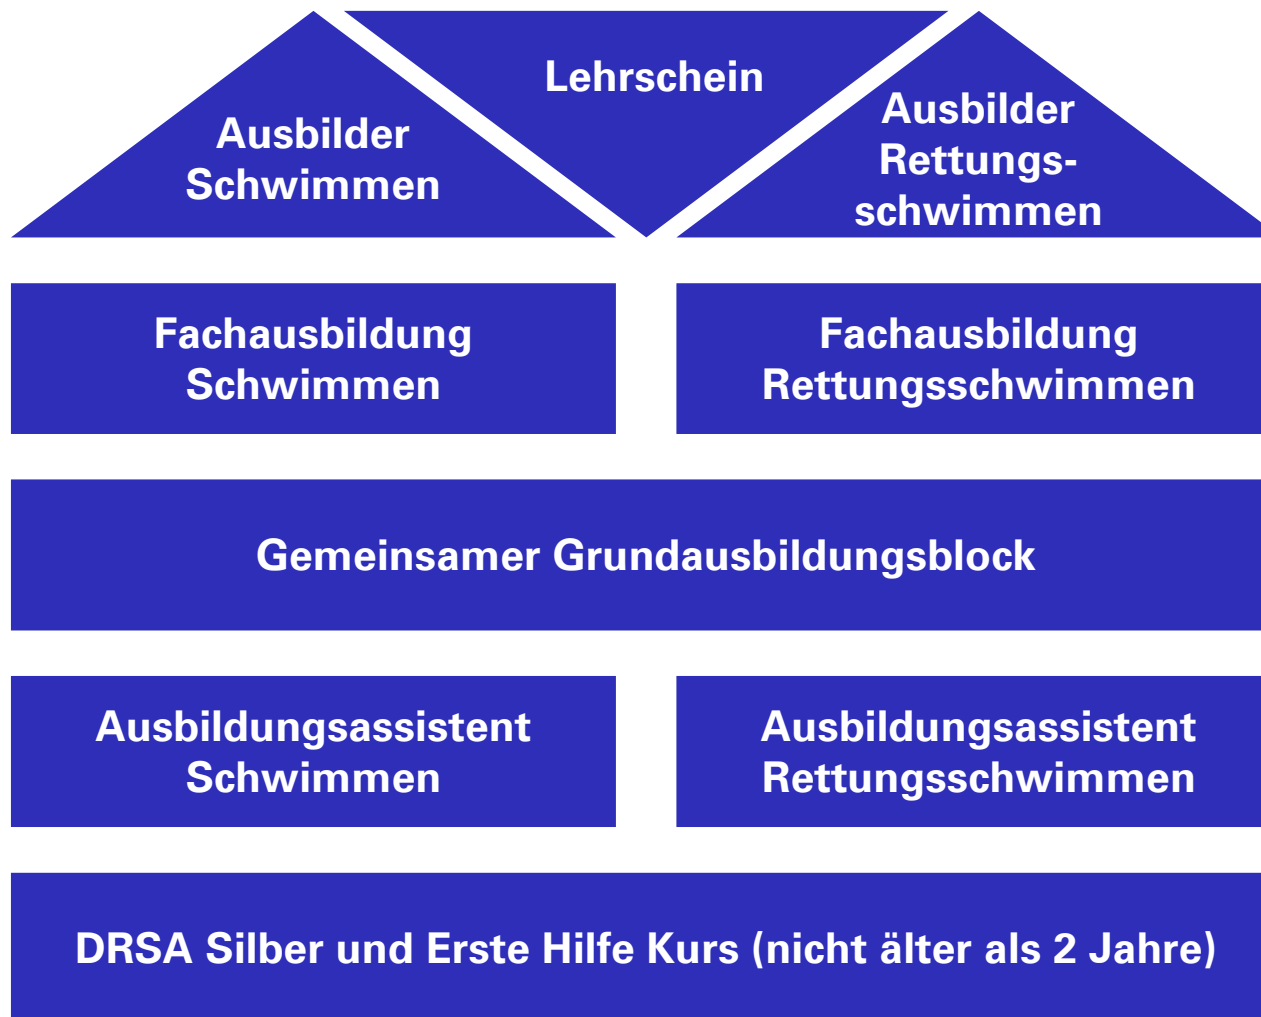 Lehrschein
Ausbilder
Schwimmen
Ausbilder
Rettungs-
schwimmen
Fachausbildung
Schwimmen
Fachausbildung
Rettungsschwimmen
Gemeinsamer Grundausbildungsblock
Ausbildungsassistent
Schwimmen
Ausbildungsassistent
Rettungsschwimmen
DRSA Silber und Erste Hilfe Kurs (nicht älter als 2 Jahre)